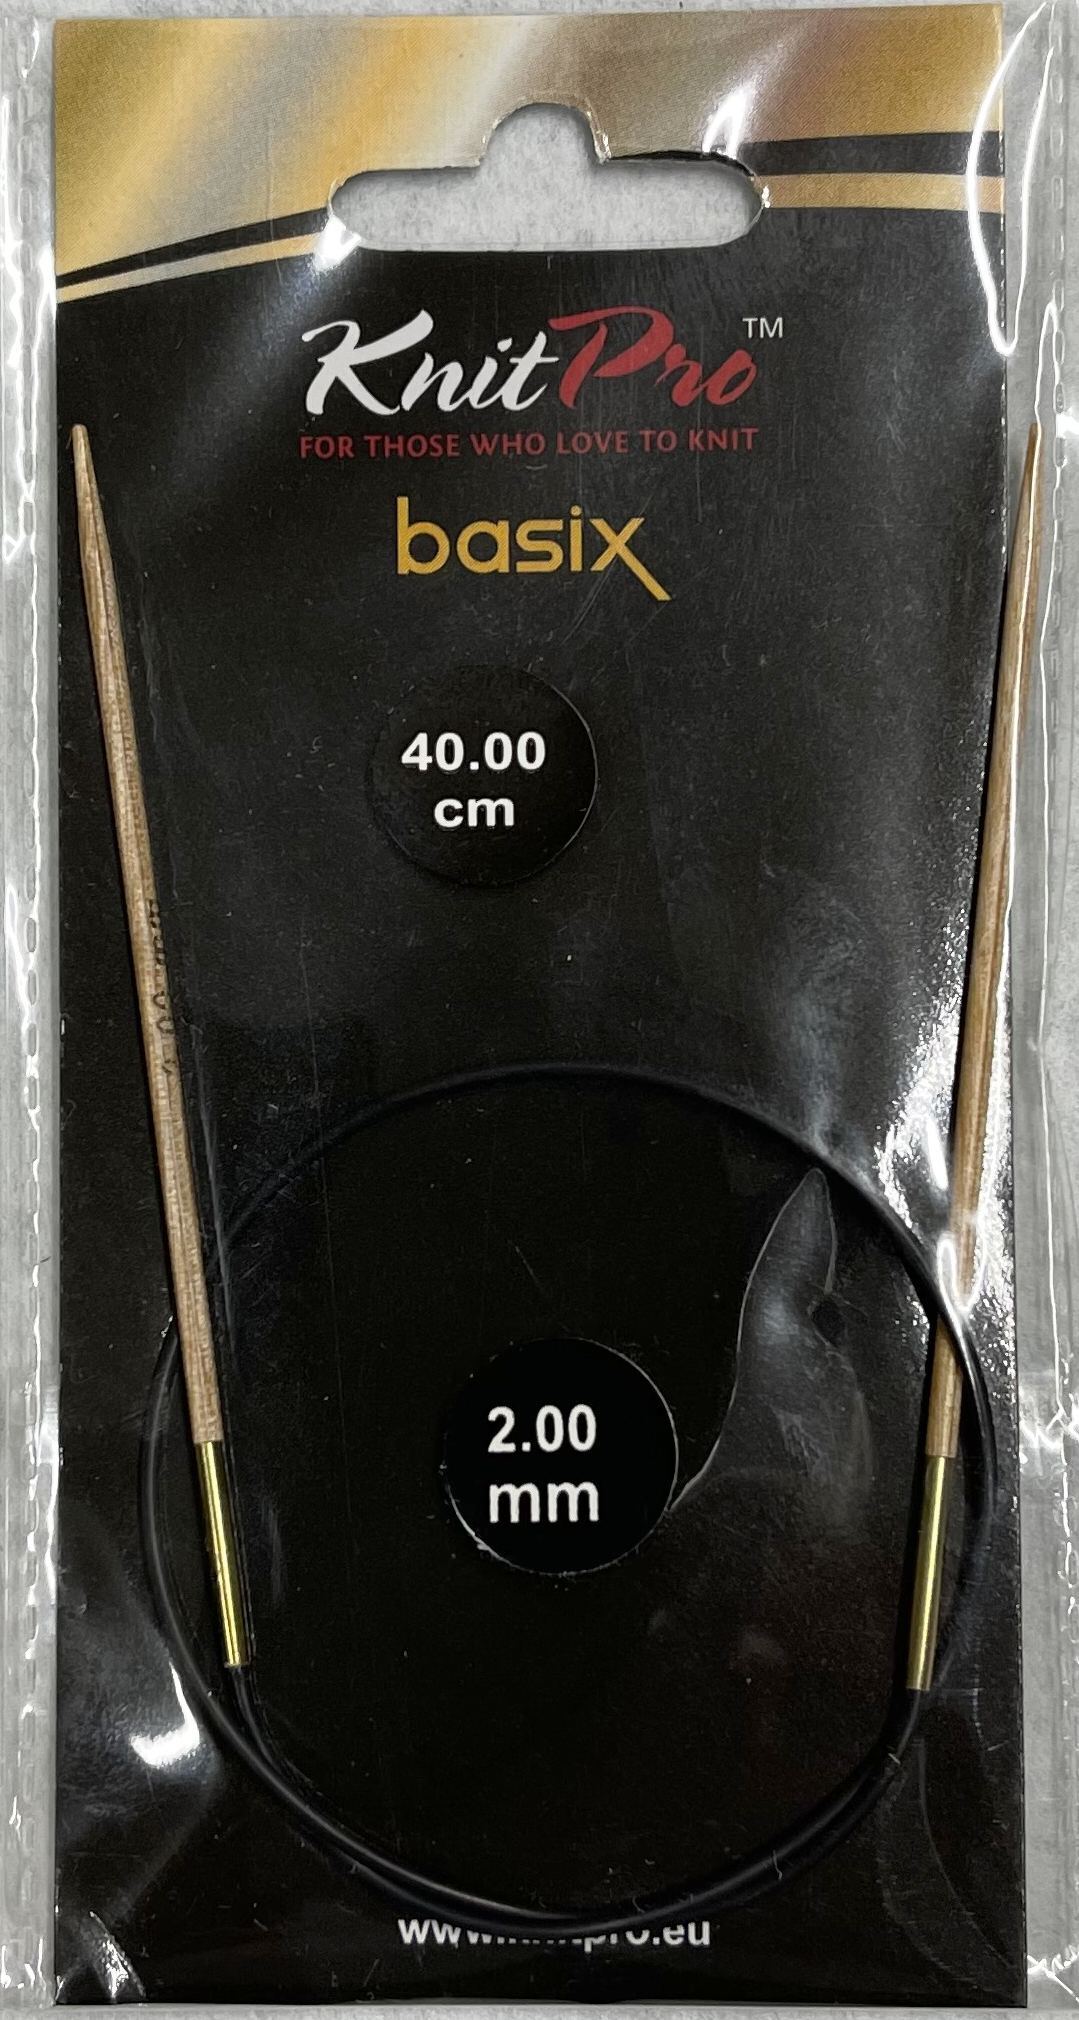 KnitPro™
FOR THOSE WHO LOVE TO KNIT
basix
40.00
cm
2.00
mm